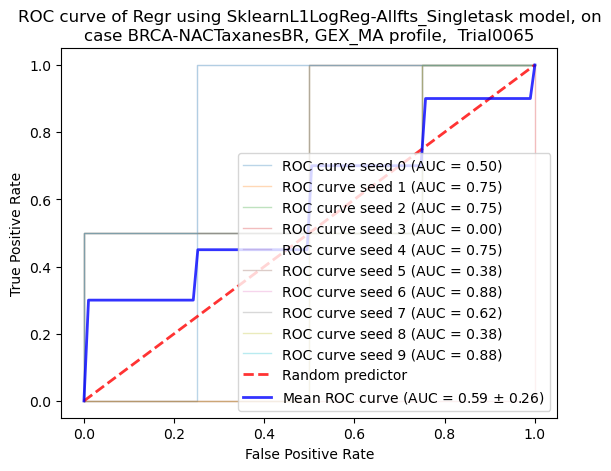 ROC curve of Regr using SklearnL1LogReg-Allfts_Singletask model, on
case BRCA-NACTaxanesBR, GEX_MA profile,  Trial0065
True Positive Rate
1.0
0.8
0.6
0.4
0.2
0.0
ROC curve seed 0 (AUC = 0.50)
ROC curve seed 1 (AUC = 0.75)
ROC curve seed 2 (AUC = 0.75)
ROC curve seed 3 (AUC = 0.00)
ROC curve seed 4 (AUC = 0.75)
ROC curve seed 5 (AUC = 0.38)
ROC curve seed 6 (AUC = 0.88)
ROC curve seed 7 (AUC = 0.62)
ROC curve seed 8 (AUC = 0.38)
ROC curve seed 9 (AUC = 0.88)
Random predictor
Mean ROC curve (AUC = 0.59 ± 0.26)
0.0 0.2 0.4 0.6 0.8 1.0
False Positive Rate